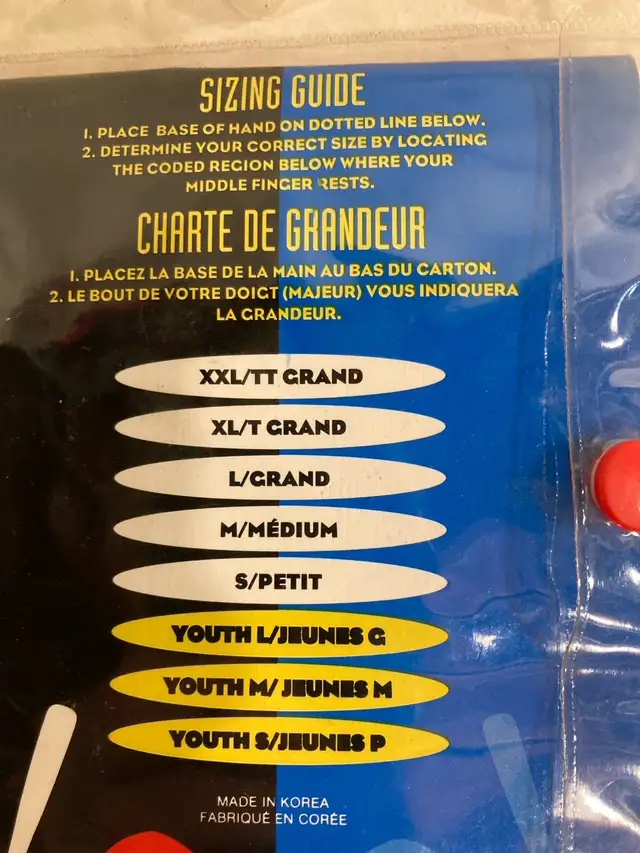 SIZING GUIDE
1. PLACE BASE OF HAND ON DOTTED LINE BELOW.
2. DETERMINE YOUR CORRECT SIZE BY LOCATING
THE CODED REGION BELOW WHERE YOUR
MIDDLE FINGER RESTS.
CHARTE DE GRANDEUR
1. PLACEZ LA BASE DE LA MAIN AU BAS DU CARTON.
2. LE BOUT DE VOTRE DOIGT (MAJEUR) VOUS INDIQUERA
LA GRANDEUR.
XXL/TT GRAND
XL/T GRAND
L/GRAND
M/MÉDIUM
S/PETIT
YOUTH L/JEUNES G
YOUTH M/ JEUNES M
YOUTH S/JEUNES P
MADE IN KOREA
FABRIQUÉ EN CORÉE